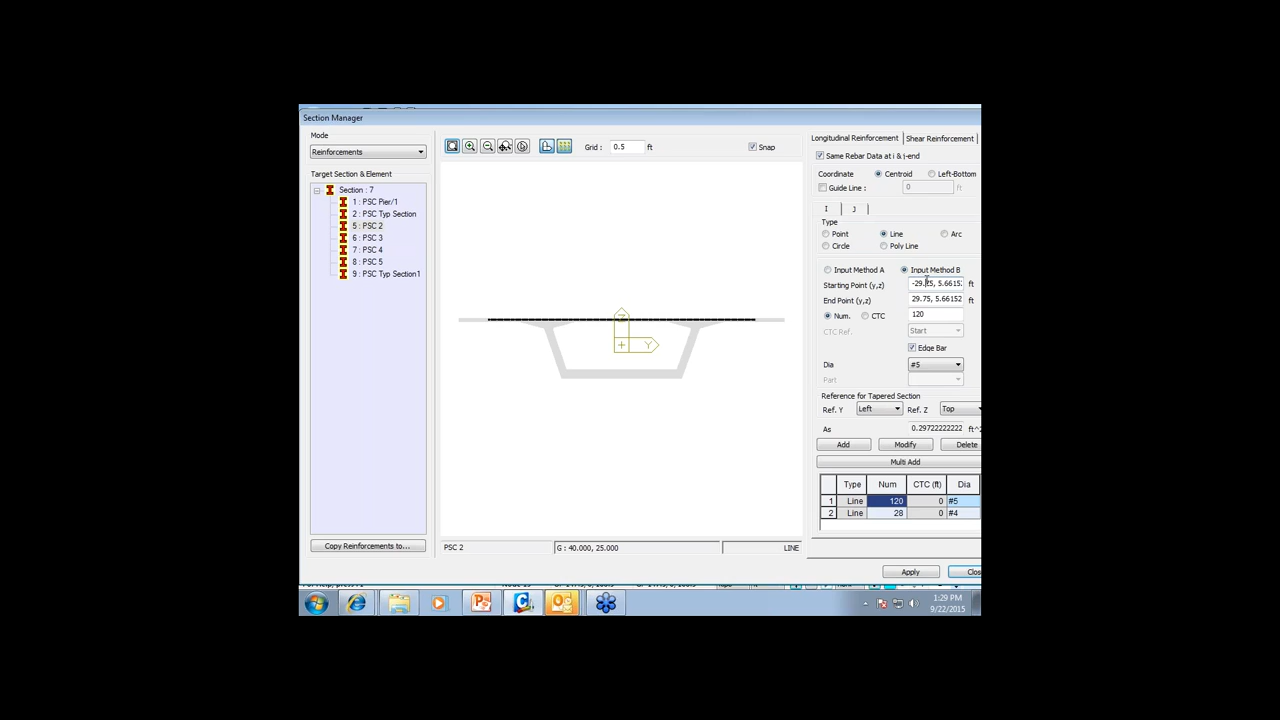 Section Manager
Mode
Reinforcements
Target Section & Element
Section : 7
1 : PSC Pier/1
2 : PSC Typ Section
5 : PSC 2
6 : PSC 3
7 : PSC 4
8 : PSC 5
9 : PSC Typ Section1
Copy Reinforcements to...
Grid : 0.5 ft
Snap
Z
Y
PSC 2
G : 40.000, 25.000
LINE
Longitudinal Reinforcement Shear Reinforcement
Same Rebar Data at i & j-end
Coordinate Centroid Left-Bottom
Guide Line : 0 ft
I J
Type
Point Line Arc
Circle Poly Line
Input Method A Input Method B
Starting Point (y,z) -29.75, 5.6615 ft
End Point (y,z) 29.75, 5.66152 ft
Num. CTC 120
CTC Ref. Start
Edge Bar
Dia #5
Part
Reference for Tapered Section
Ref. Y Left Ref. Z Top
As 0.29722222222 ft^2
Add Modify Delete
Multi Add
Type Num CTC (ft) Dia
1 Line 120 0 #5
2 Line 28 0 #4
Apply Clos
1:29 PM
9/22/2015